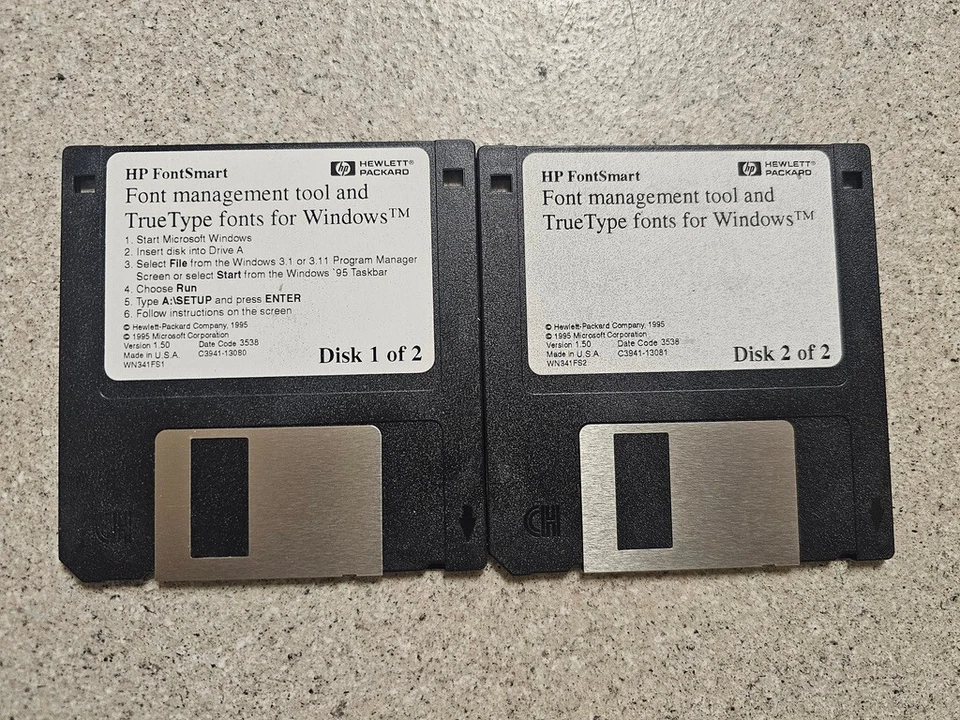 HP FontSmart
hp HEWLETT®
PACKARD
Font management tool and
TrueType fonts for Windows™
1. Start Microsoft Windows
2. Insert disk into Drive A
3. Select File from the Windows 3.1 or 3.11 Program Manager
Screen or select Start from the Windows `95 Taskbar
4. Choose Run
5. Type A:\SETUP and press ENTER
6. Follow instructions on the screen
© Hewlett-Packard Company, 1995
© 1995 Microsoft Corporation
Version 1.50 Date Code 3538
Made in U.S.A. C3941-13080
WN341FS1
Disk 1 of 2
CH
HP FontSmart
hp HEWLETT®
PACKARD
Font management tool and
TrueType fonts for Windows™
© Hewlett-Packard Company, 1995
© 1995 Microsoft Corporation
Version 1.50 Date Code 3538
Made in U.S.A. C3941-13081
WN341FS2
Disk 2 of 2
CH